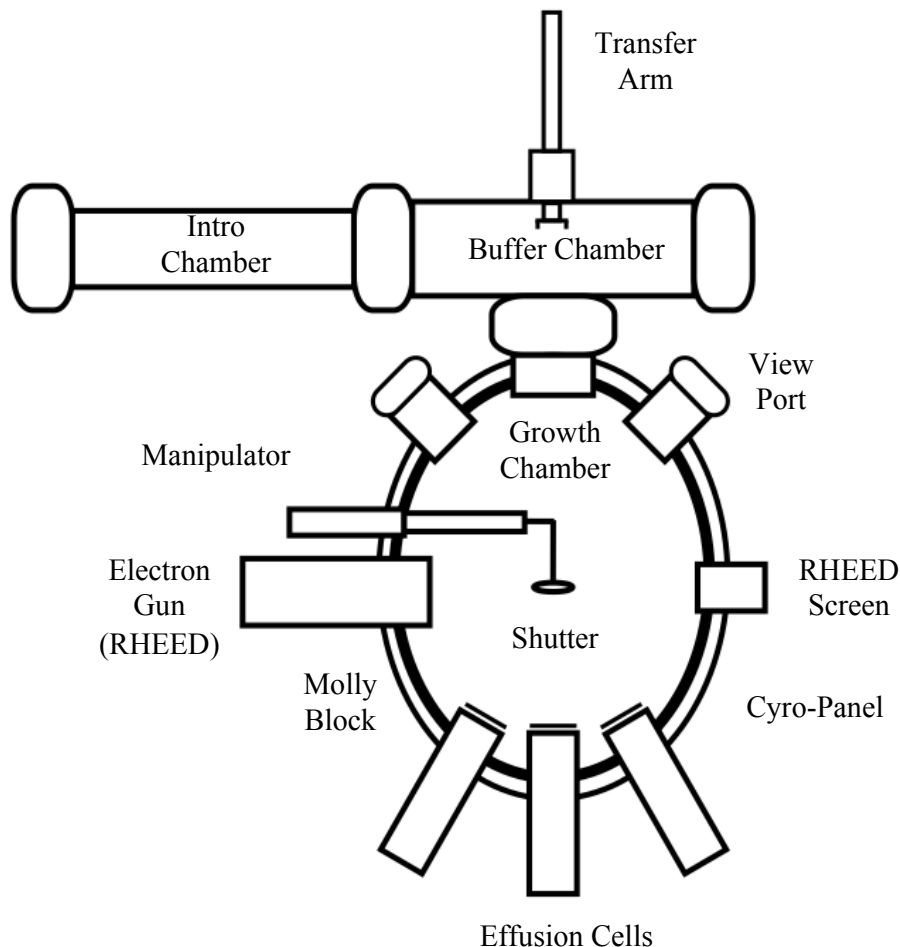 Transfer
Arm
Intro
Chamber
Buffer Chamber
View
Port
Growth
Chamber
Manipulator
Electron
Gun
(RHEED)
RHEED
Screen
Shutter
Molly
Block
Cyro-Panel
Effusion Cells